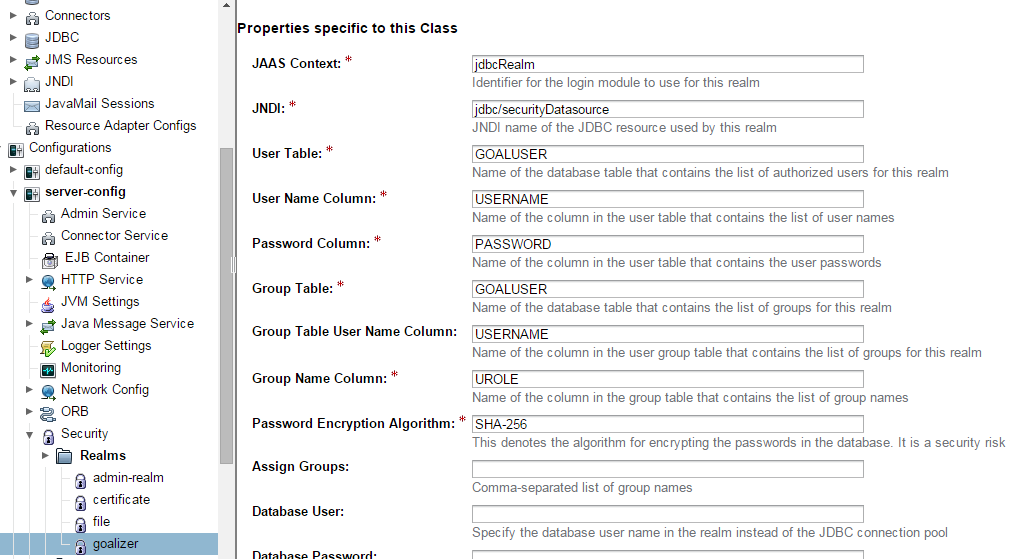 Connectors
JDBC
JMS Resources
JNDI
JavaMail Sessions
Resource Adapter Configs
Configurations
default-config
server-config
Admin Service
Connector Service
EJB Container
HTTP Service
JVM Settings
Java Message Service
Logger Settings
Monitoring
Network Config
ORB
Security
Realms
admin-realm
certificate
file
goalizer
Properties specific to this Class
JAAS Context: * jdbcRealm
Identifier for the login module to use for this realm
JNDI: * jdbc/securityDatasource
JNDI name of the JDBC resource used by this realm
User Table: * GOALUSER
Name of the database table that contains the list of authorized users for this realm
User Name Column: * USERNAME
Name of the column in the user table that contains the list of user names
Password Column: * PASSWORD
Name of the column in the user table that contains the user passwords
Group Table: * GOALUSER
Name of the database table that contains the list of groups for this realm
Group Table User Name Column: USERNAME
Name of the column in the user group table that contains the list of groups for this realm
Group Name Column: * UROLE
Name of the column in the group table that contains the list of group names
Password Encryption Algorithm: * SHA-256
This denotes the algorithm for encrypting the passwords in the database. It is a security risk
Assign Groups:
Comma-separated list of group names
Database User:
Specify the database user name in the realm instead of the JDBC connection pool
Database Password: